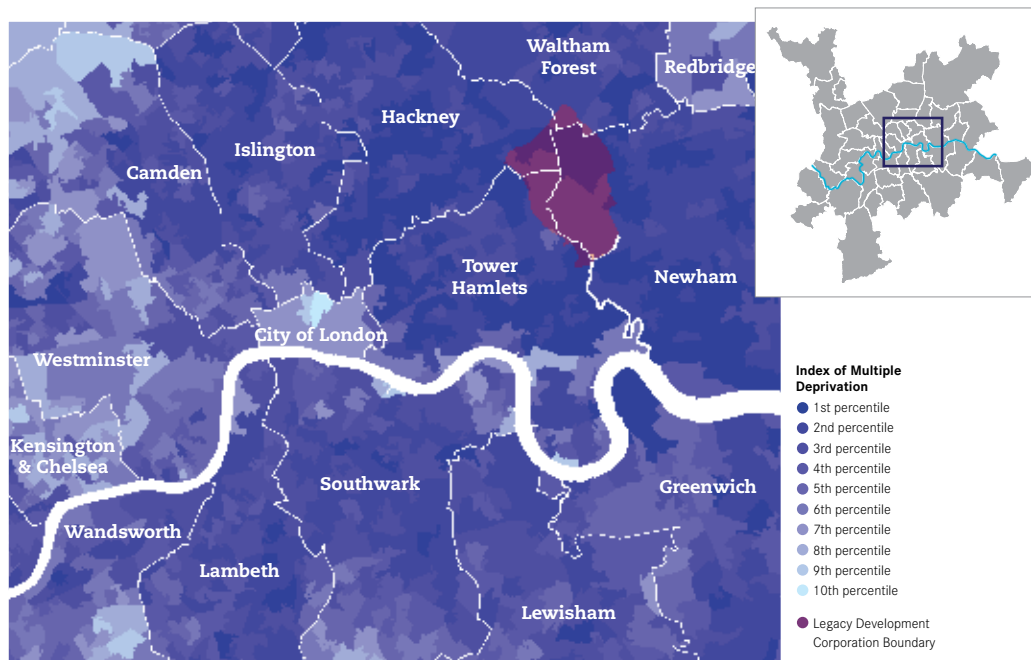 Waltham
Forest
Redbridge
Hackney
Islington
Camden
Tower
Hamlets
Newham
City of London
Westminster
Kensington
& Chelsea
Southwark
Greenwich
Wandsworth
Lambeth
Lewisham
Index of Multiple
Deprivation
1st percentile
2nd percentile
3rd percentile
4th percentile
5th percentile
6th percentile
7th percentile
8th percentile
9th percentile
10th percentile
Legacy Development
Corporation Boundary